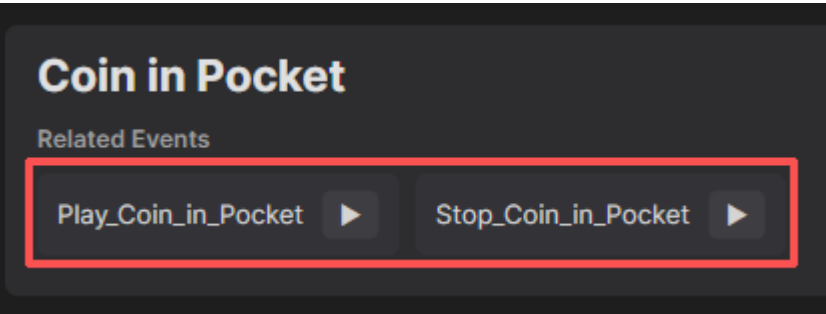 Coin in Pocket
Related Events
Play_Coin_in_Pocket Stop_Coin_in_Pocket